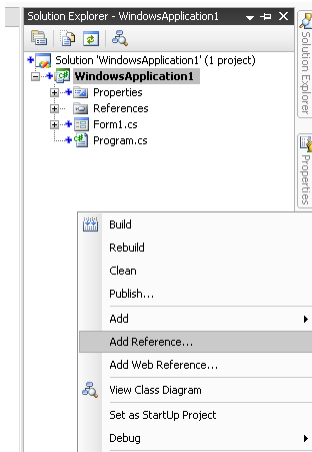 Solution Explorer - WindowsApplication1
Solution 'WindowsApplication1' (1 project)
WindowsApplication1
Properties
References
Form1.cs
Program.cs
Solution Explorer
Properties
Build
Rebuild
Clean
Publish...
Add
Add Reference...
Add Web Reference...
View Class Diagram
Set as StartUp Project
Debug